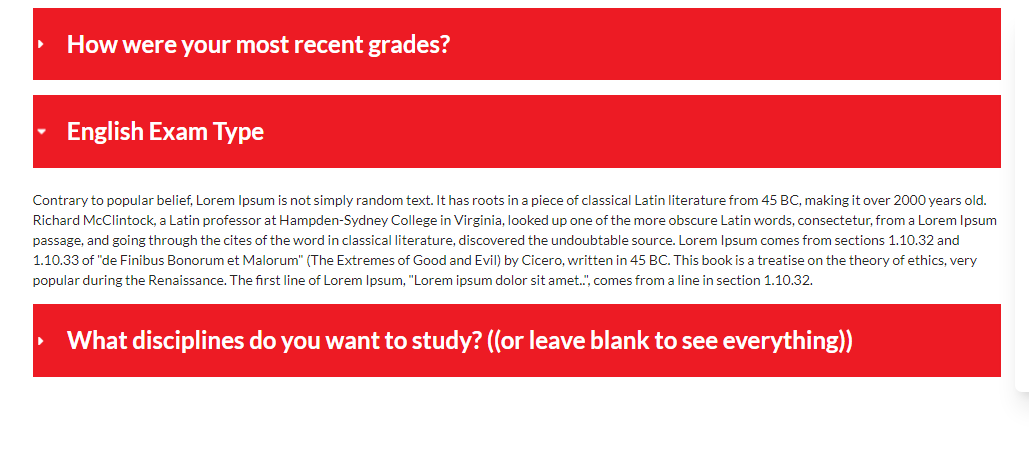 How were your most recent grades?
English Exam Type
Contrary to popular belief, Lorem Ipsum is not simply random text. It has roots in a piece of classical Latin literature from 45 BC, making it over 2000 years old.
Richard McClintock, a Latin professor at Hampden-Sydney College in Virginia, looked up one of the more obscure Latin words, consectetur, from a Lorem Ipsum
passage, and going through the cites of the word in classical literature, discovered the undoubtable source. Lorem Ipsum comes from sections 1.10.32 and
1.10.33 of "de Finibus Bonorum et Malorum" (The Extremes of Good and Evil) by Cicero, written in 45 BC. This book is a treatise on the theory of ethics, very
popular during the Renaissance. The first line of Lorem Ipsum, "Lorem ipsum dolor sit amet..", comes from a line in section 1.10.32.
What disciplines do you want to study? ((or leave blank to see everything))